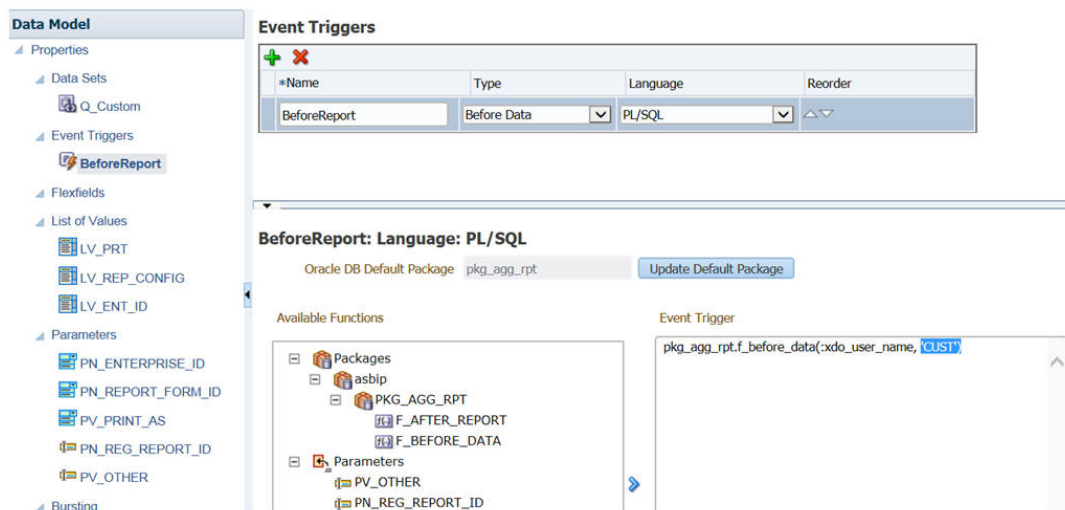 Data Model
Properties
Data Sets
Q_Custom
Event Triggers
BeforeReport
Flexfields
List of Values
LV_PRT
LV_REP_CONFIG
LV_ENT_ID
Parameters
PN_ENTERPRISE_ID
PN_REPORT_FORM_ID
PV_PRINT_AS
PN_REG_REPORT_ID
PV_OTHER
Bursting
Event Triggers
*Name Type Language Reorder
BeforeReport Before Data PL/SQL
BeforeReport: Language: PL/SQL
Oracle DB Default Package pkg_agg_rpt Update Default Package
Available Functions
Packages
asbip
PKG_AGG_RPT
F_AFTER_REPORT
F_BEFORE_DATA
Parameters
PV_OTHER
PN_REG_REPORT_ID
Event Trigger
pkg_agg_rpt.f_before_data(:xdo_user_name, 'CUST')